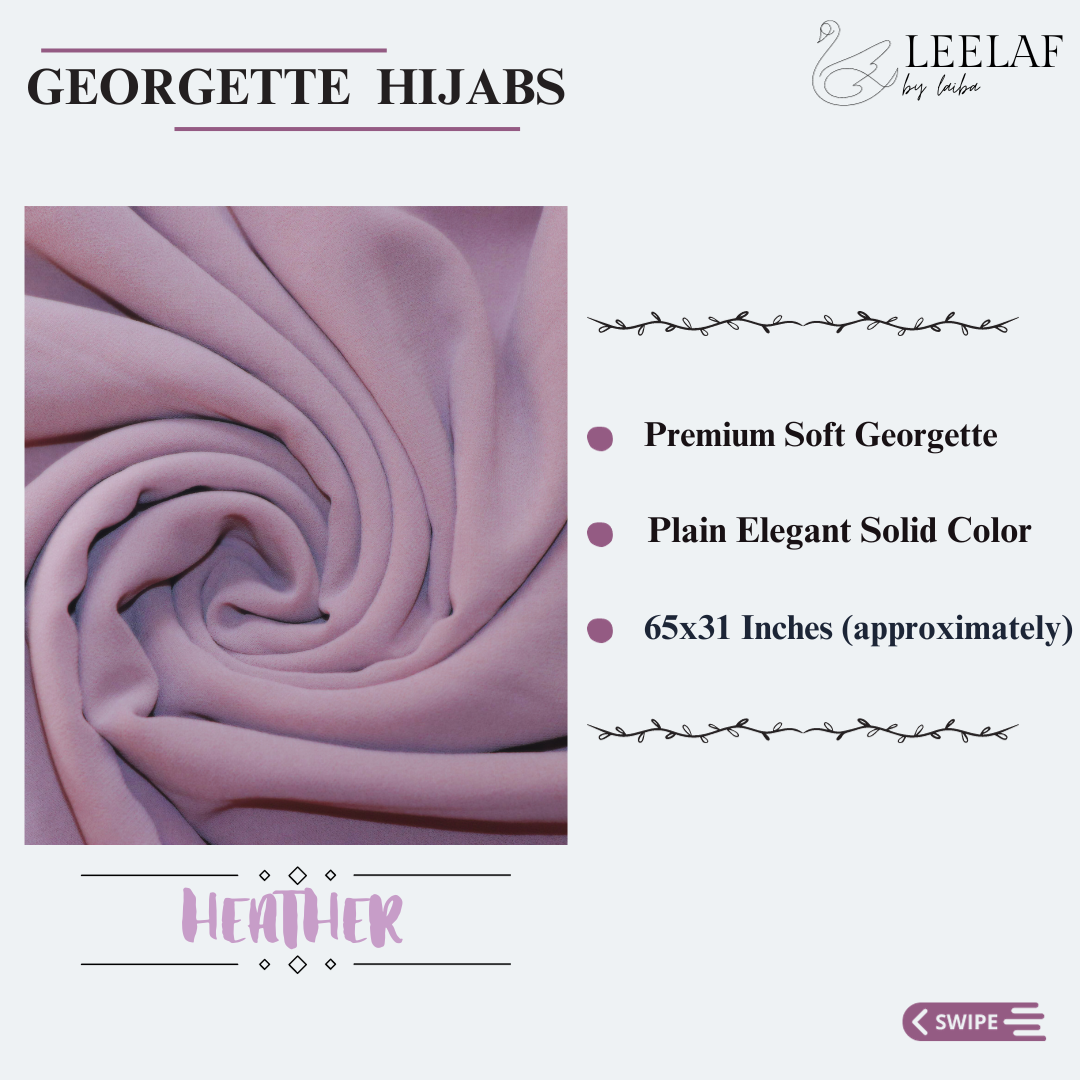 GEORGETTE HIJABS
LEELAF
by laiba
Premium Soft Georgette
Plain Elegant Solid Color
65x31 Inches (approximately)
HEATHER
SWIPE